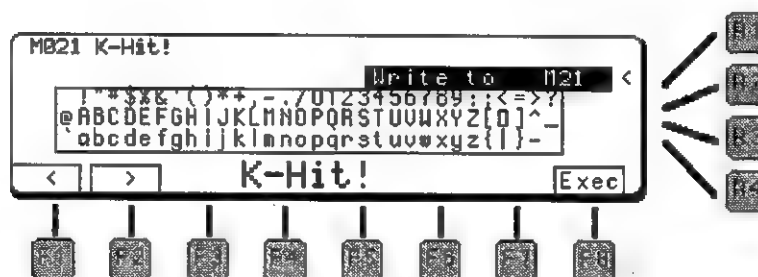 M021 K-Hit!
Write to M21 <
!"#$%&'()*+,-./0123456789:;<=>?
@ABCDEFGHIJKLMNOPQRSTUVWXYZ[0]^_
`abcdefghijklmnopqrstuvwxyz{|}-
< > K-Hit! Exec
F1 F2 F3 F4 F5 F6 F7 F8
R1
R2
R3
R4